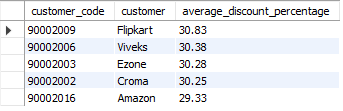 customer_code customer average_discount_percentage
90002009 Flipkart 30.83
90002006 Viveks 30.38
90002003 Ezone 30.28
90002002 Croma 30.25
90002016 Amazon 29.33